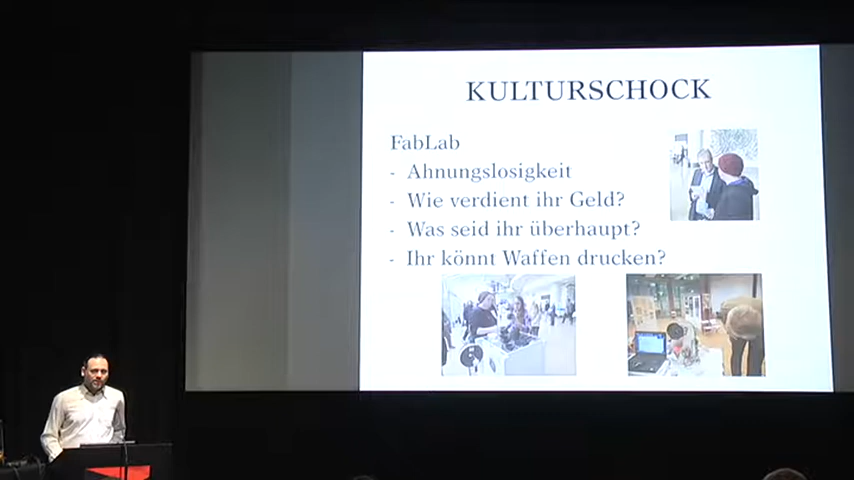 KULTURSCHOCK
FabLab
- Ahnungslosigkeit
- Wie verdient ihr Geld?
- Was seid ihr überhaupt?
- Ihr könnt Waffen drucken?